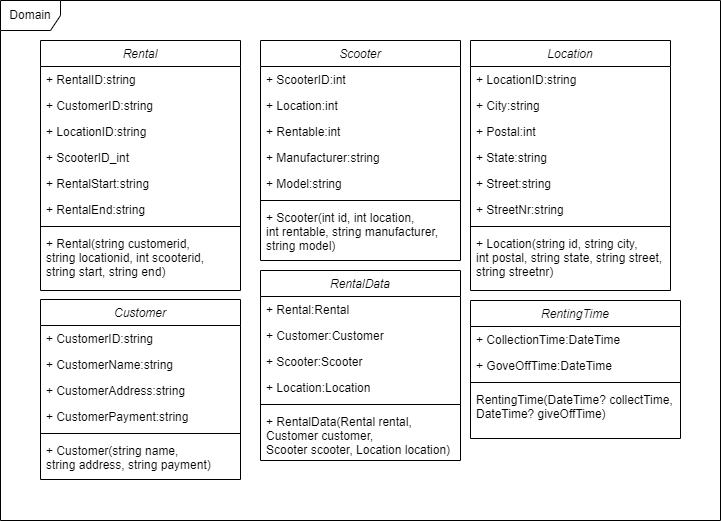 Domain
Rental
+ RentalID:string
+ CustomerID:string
+ LocationID:string
+ ScooterID_int
+ RentalStart:string
+ RentalEnd:string
+ Rental(string customerid,
string locationid, int scooterid,
string start, string end)
Scooter
+ ScooterID:int
+ Location:int
+ Rentable:int
+ Manufacturer:string
+ Model:string
+ Scooter(int id, int location,
int rentable, string manufacturer,
string model)
Location
+ LocationID:string
+ City:string
+ Postal:int
+ State:string
+ Street:string
+ StreetNr:string
+ Location(string id, string city,
int postal, string state, string street,
string streetnr)
Customer
+ CustomerID:string
+ CustomerName:string
+ CustomerAddress:string
+ CustomerPayment:string
+ Customer(string name,
string address, string payment)
RentalData
+ Rental:Rental
+ Customer:Customer
+ Scooter:Scooter
+ Location:Location
+ RentalData(Rental rental,
Customer customer,
Scooter scooter, Location location)
RentingTime
+ CollectionTime:DateTime
+ GoveOffTime:DateTime
RentingTime(DateTime? collectTime,
DateTime? giveOffTime)